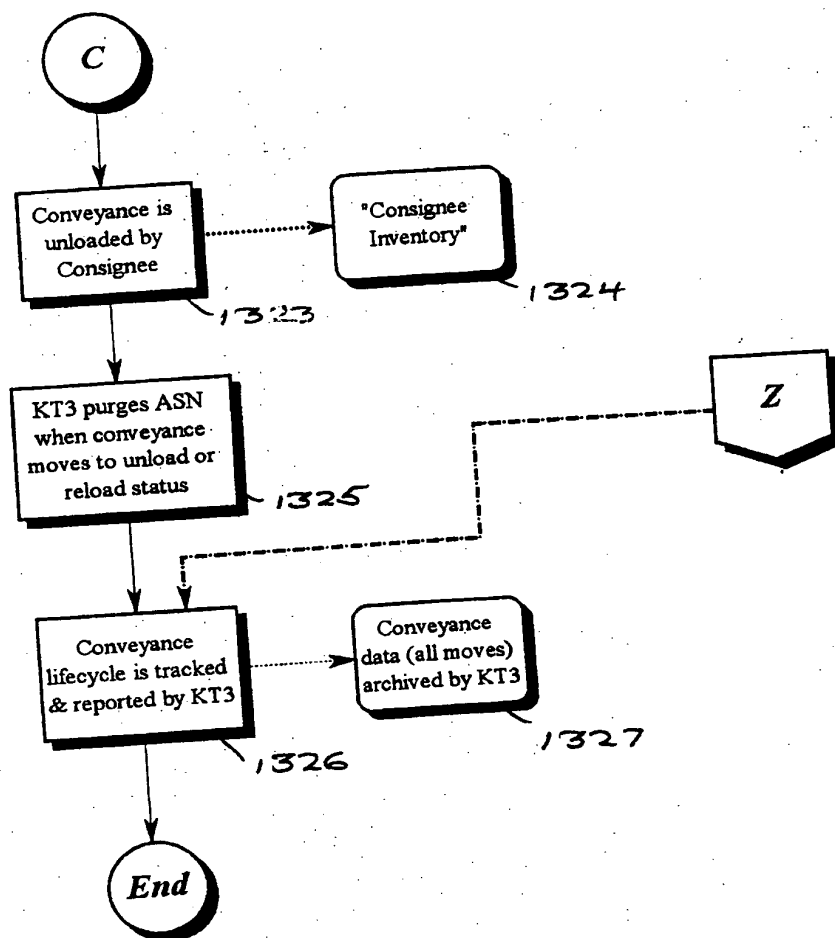 C
Conveyance is
unloaded by
Consignee
1323
"Consignee
Inventory"
1324
KT3 purges ASN
when conveyance
moves to unload or
reload status
1325
Z
Conveyance
lifecycle is tracked
& reported by KT3
1326
Conveyance
data (all moves)
archived by KT3
1327
End